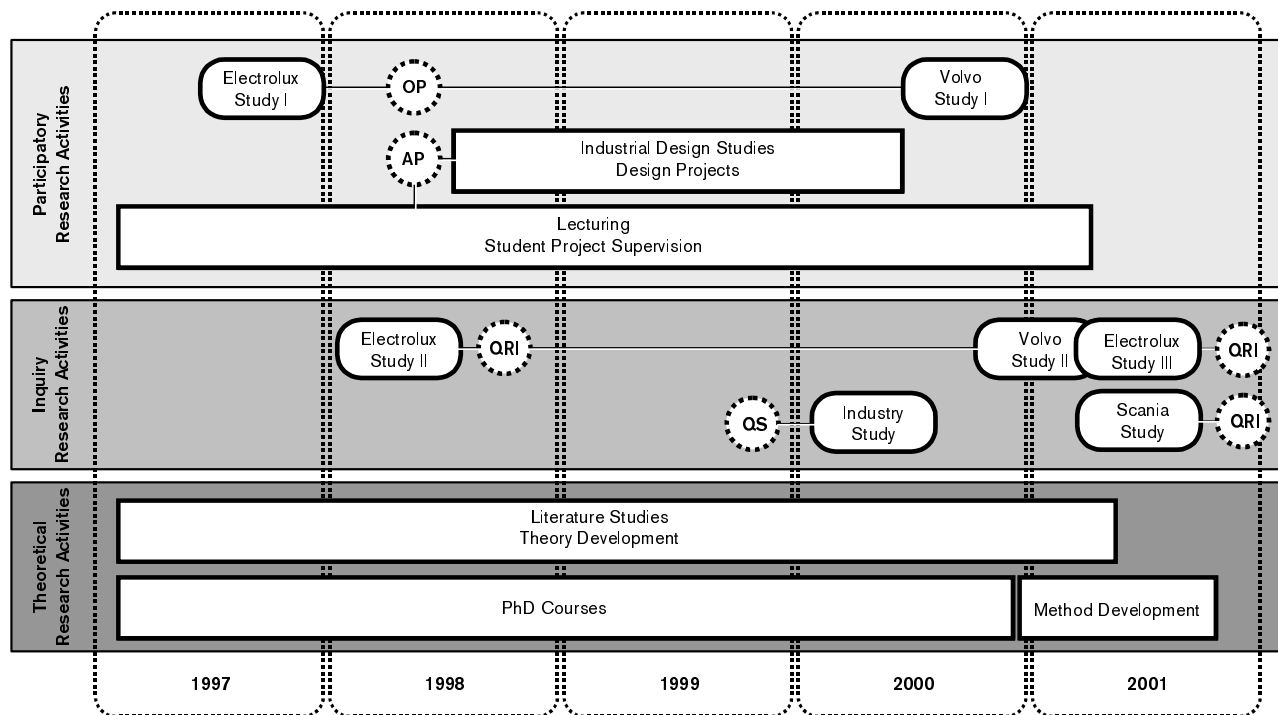 Participatory
Research Activities
Electrolux
Study I
OP
Volvo
Study I
AP
Industrial Design Studies
Design Projects
Lecturing
Student Project Supervision
Inquiry
Research Activities
Electrolux
Study II
QRI
Volvo
Study II
Electrolux
Study III
QRI
QS
Industry
Study
Scania
Study
QRI
Theoretical
Research Activities
Literature Studies
Theory Development
PhD Courses
Method Development
1997
1998
1999
2000
2001